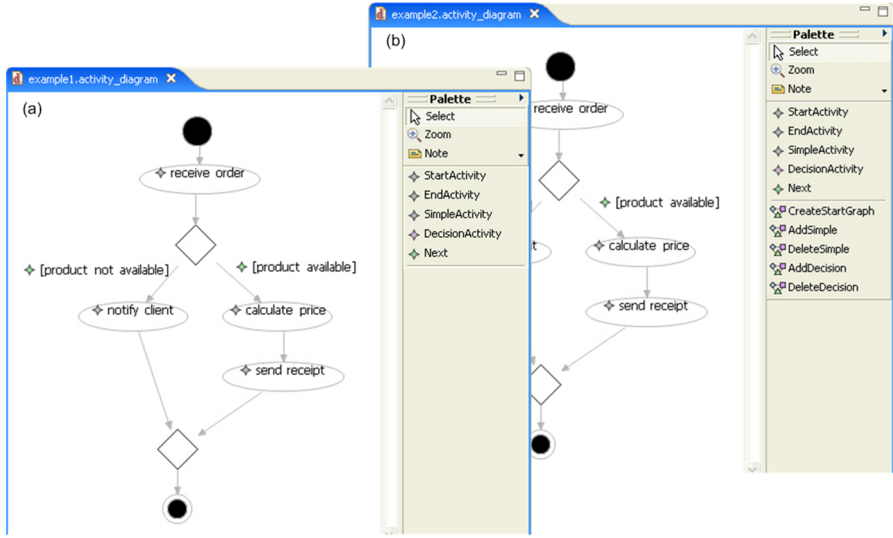 example2.activity_diagram
(b)
Palette
Select
Zoom
Note
StartActivity
EndActivity
SimpleActivity
DecisionActivity
Next
CreateStartGraph
AddSimple
DeleteSimple
AddDecision
DeleteDecision
receive order
[product available]
calculate price
send receipt
example1.activity_diagram
(a)
Palette
Select
Zoom
Note
StartActivity
EndActivity
SimpleActivity
DecisionActivity
Next
receive order
[product not available] [product available]
notify client calculate price
send receipt